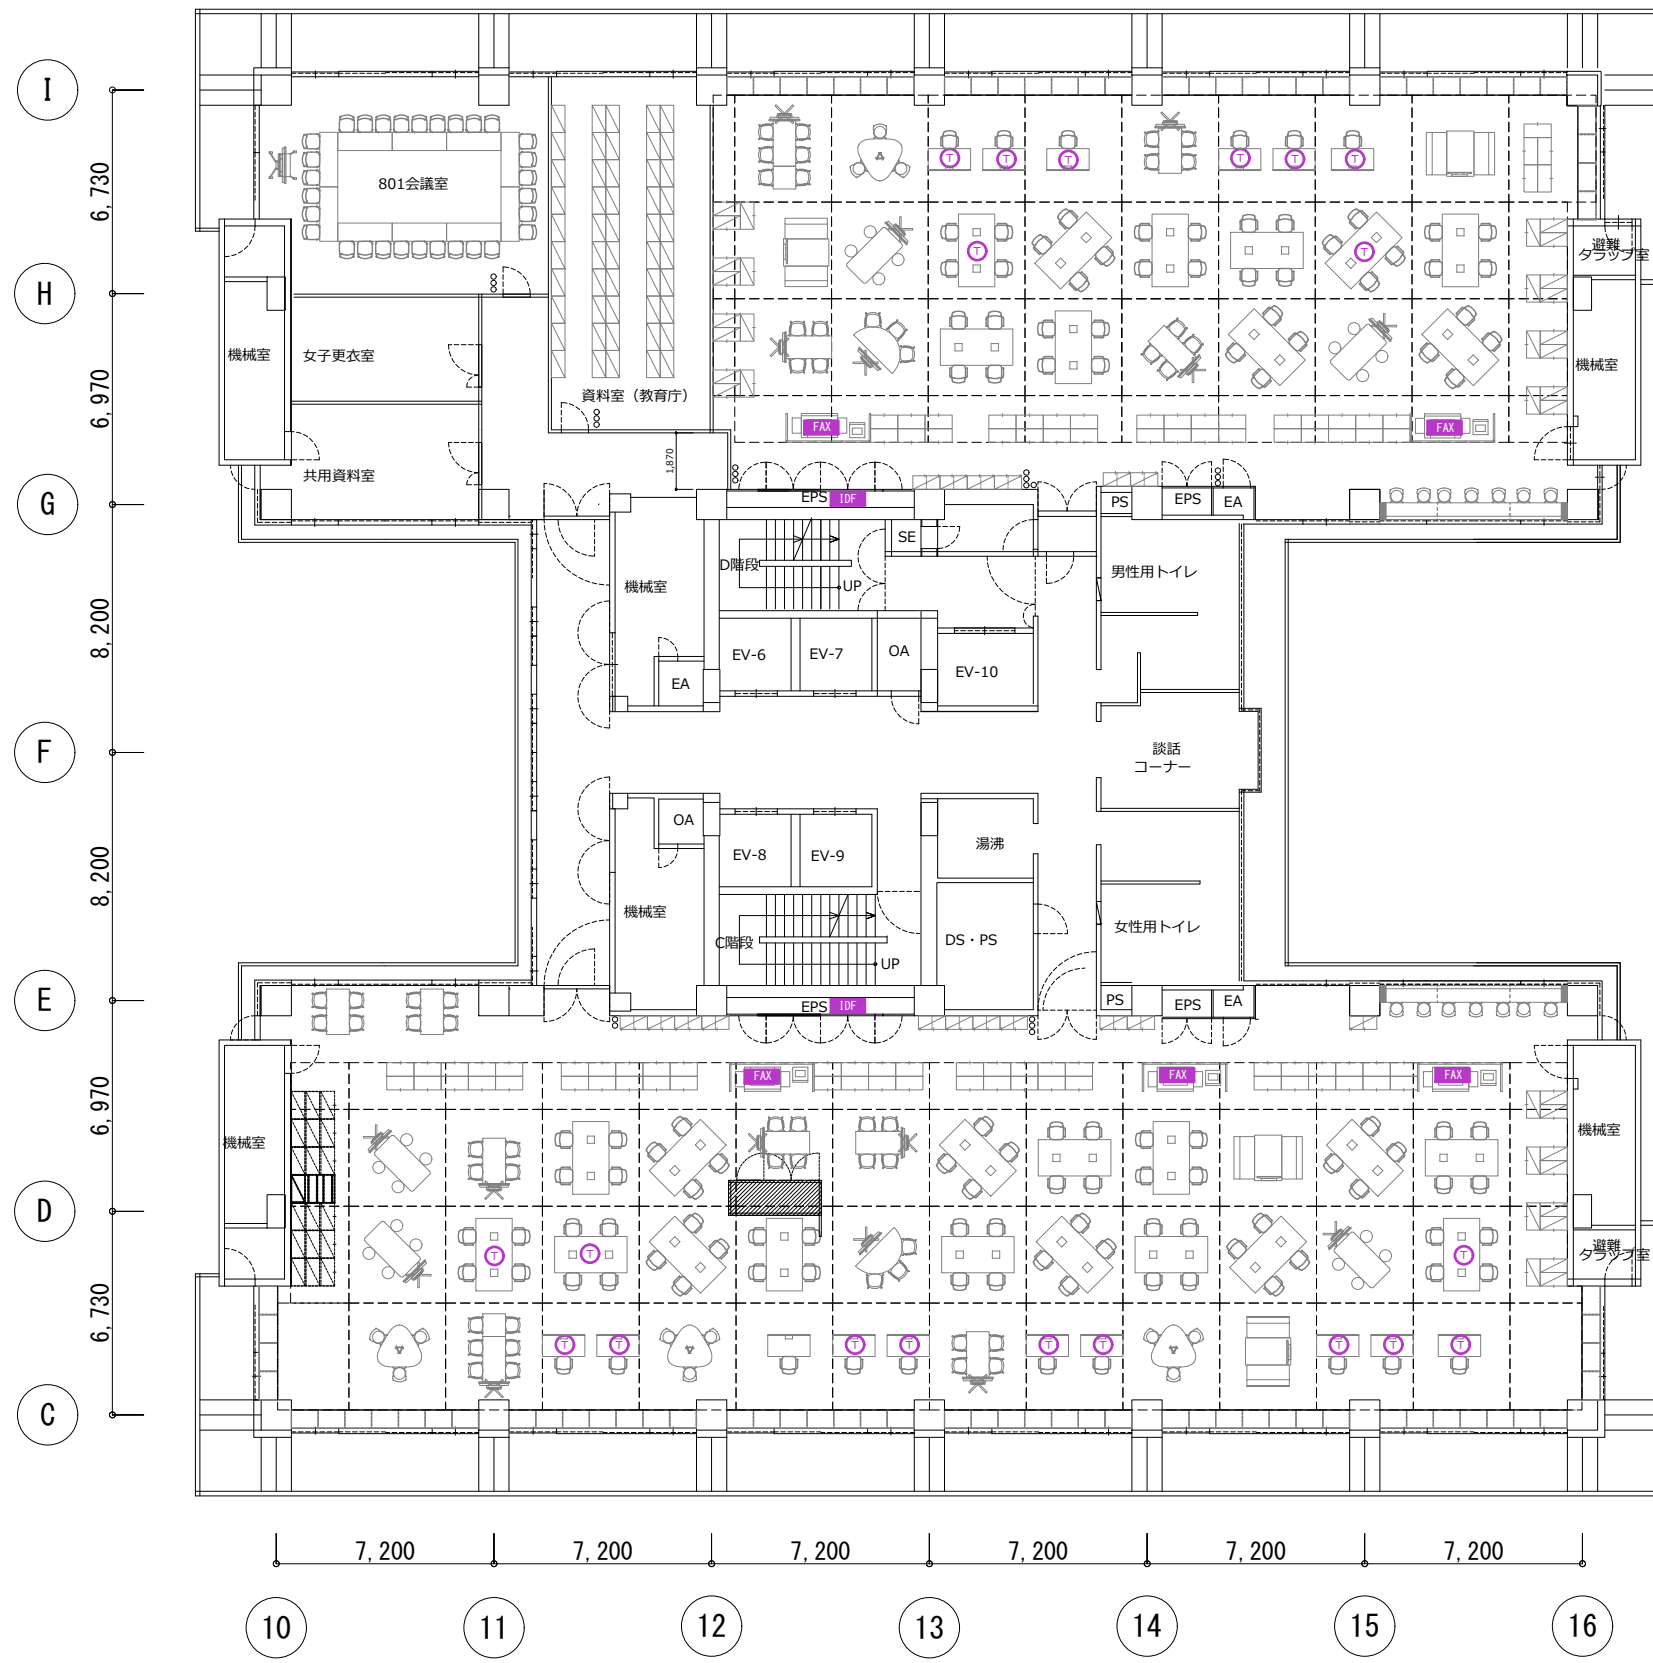 I
6,730
801会議室
T
T
T
T
T
T
T
T
避難
タラップ室
H
機械室
女子更衣室
機械室
6,970
資料室（教育庁）
FAX
FAX
1,870
共用資料室
G
EPS
IDF
PS
EPS
EA
SE
D階段
UP
機械室
男性用トイレ
8,200
EV-6
EV-7
OA
EV-10
EA
F
談話
コーナー
OA
湯沸
EV-8
EV-9
8,200
機械室
C階段
UP
DS・PS
女性用トイレ
E
EPS
IDF
PS
EPS
EA
FAX
FAX
FAX
6,970
機械室
機械室
D
T
T
T
避難
タラップ室
6,730
T
T
T
T
T
T
T
T
T
C
7,200
7,200
7,200
7,200
7,200
7,200
10
11
12
13
14
15
16